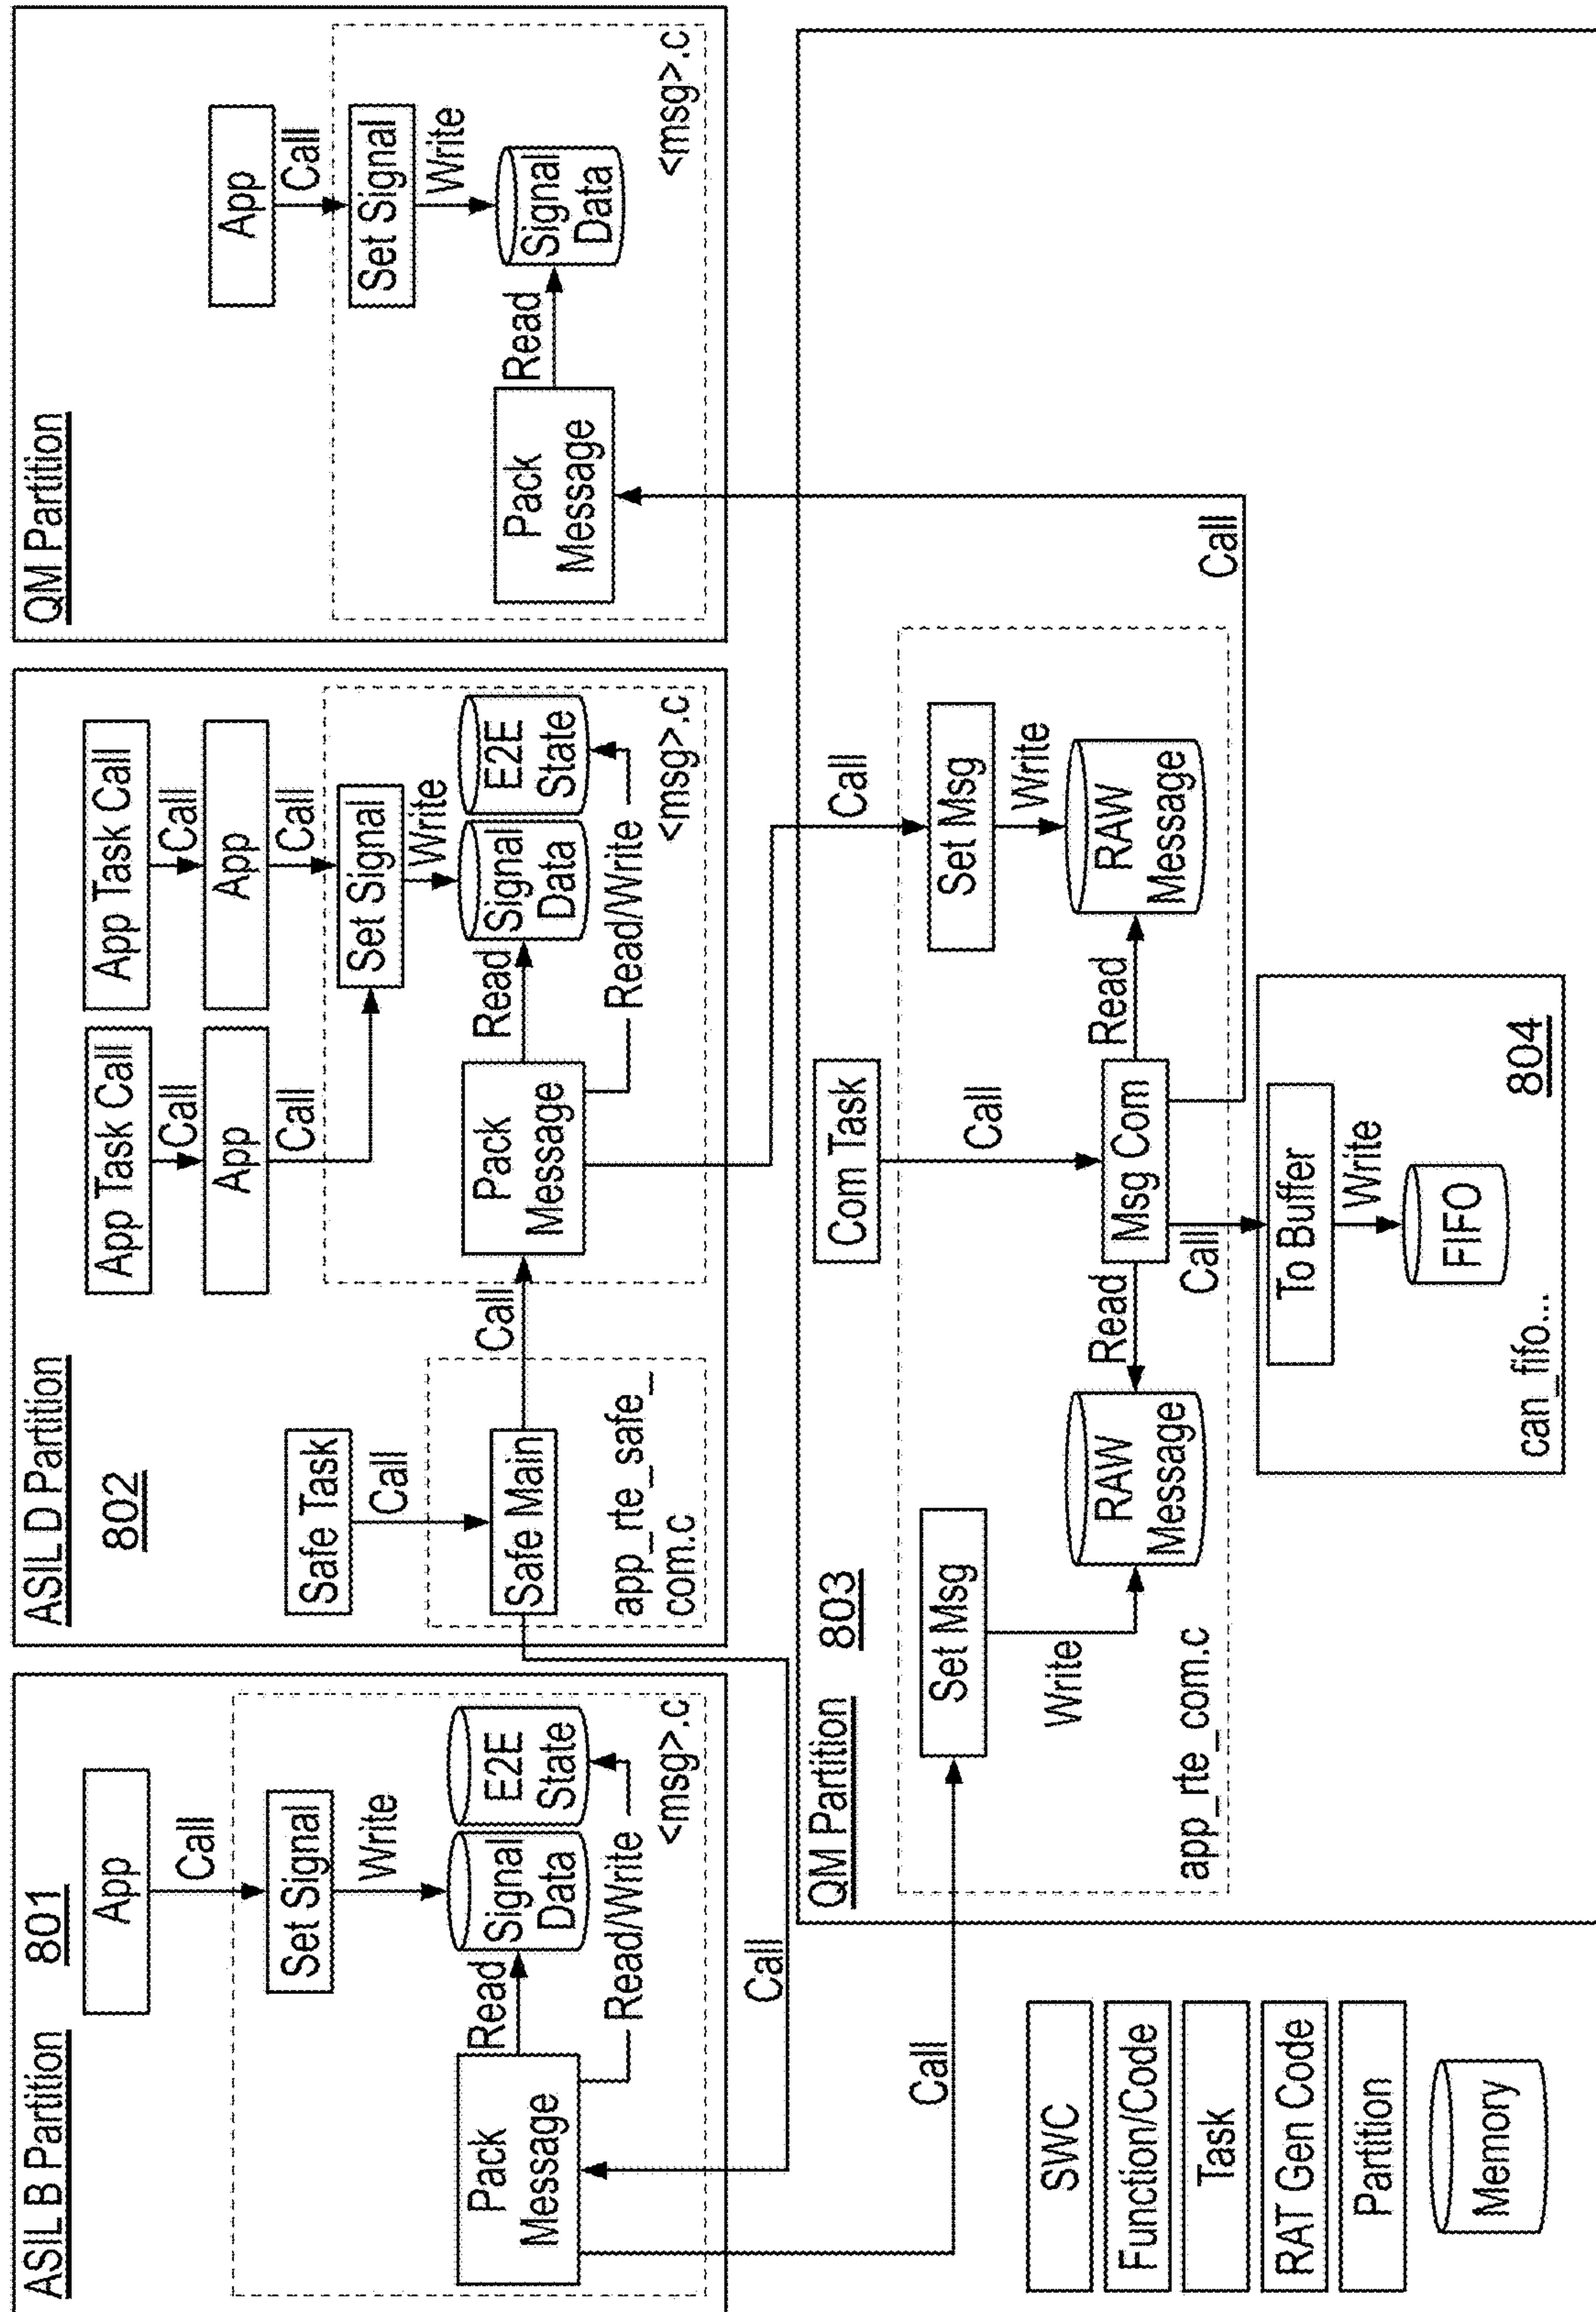 ASIL B Partition
801
App
Call
Set Signal
Write
Signal
Data
E2E
State
Read
Read/Write
Pack
Message
<msg>.c
Call
Call
ASIL D Partition
802
Safe Task
Call
Safe Main
app_rte_safe_
com.c
Call
App Task Call
Call
App
Call
App Task Call
Call
App
Call
Set Signal
Write
Signal
Data
E2E
State
Read
Read/Write
Pack
Message
<msg>.c
Call
QM Partition
App
Call
Set Signal
Write
Signal
Data
Read
Pack
Message
<msg>.c
Call
QM Partition
803
Set Msg
Write
RAW
Message
Read
app_rte_com.c
Com Task
Call
Msg Com
Call
Read
Set Msg
Write
RAW
Message
To Buffer
Write
FIFO
can_fifo...
804
SWC
Function/Code
Task
RAT Gen Code
Partition
Memory